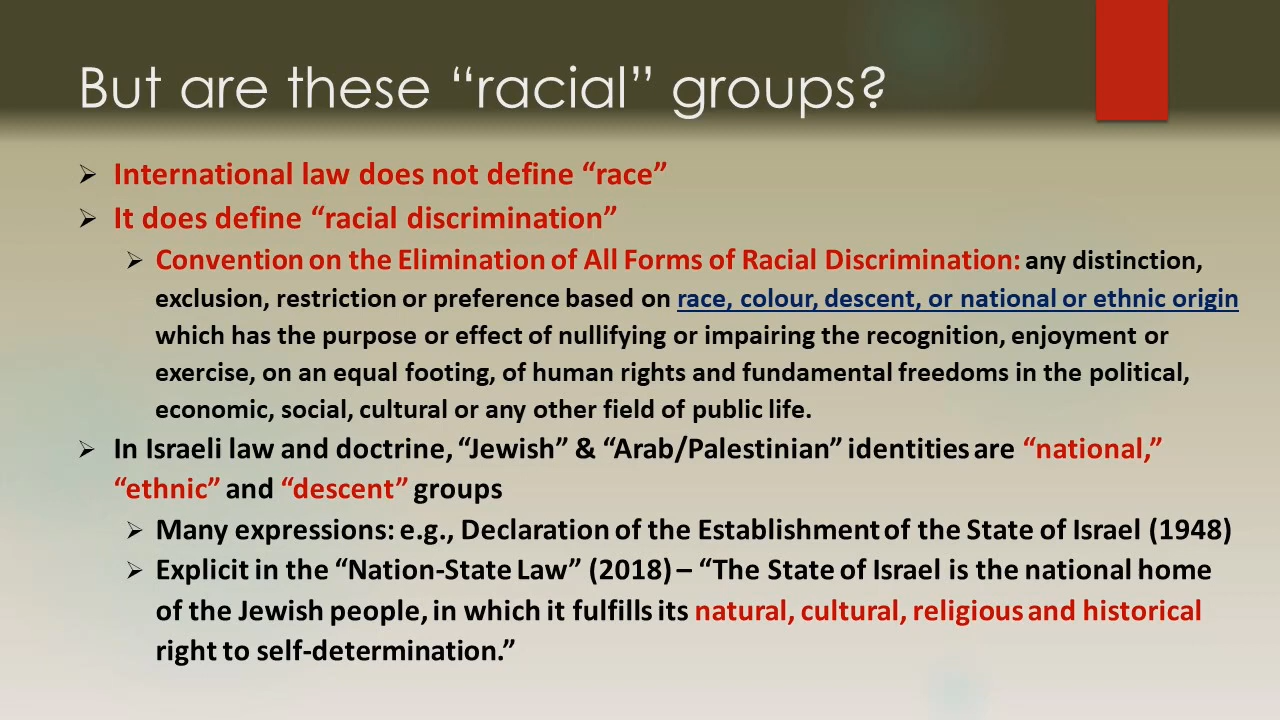 But are these “racial” groups?
International law does not define “race”
It does define “racial discrimination”
Convention on the Elimination of All Forms of Racial Discrimination: any distinction,
exclusion, restriction or preference based on race, colour, descent, or national or ethnic origin
which has the purpose or effect of nullifying or impairing the recognition, enjoyment or
exercise, on an equal footing, of human rights and fundamental freedoms in the political,
economic, social, cultural or any other field of public life.
In Israeli law and doctrine, “Jewish” & “Arab/Palestinian” identities are “national,”
“ethnic” and “descent” groups
Many expressions: e.g., Declaration of the Establishment of the State of Israel (1948)
Explicit in the “Nation-State Law” (2018) – “The State of Israel is the national home
of the Jewish people, in which it fulfills its natural, cultural, religious and historical
right to self-determination.”